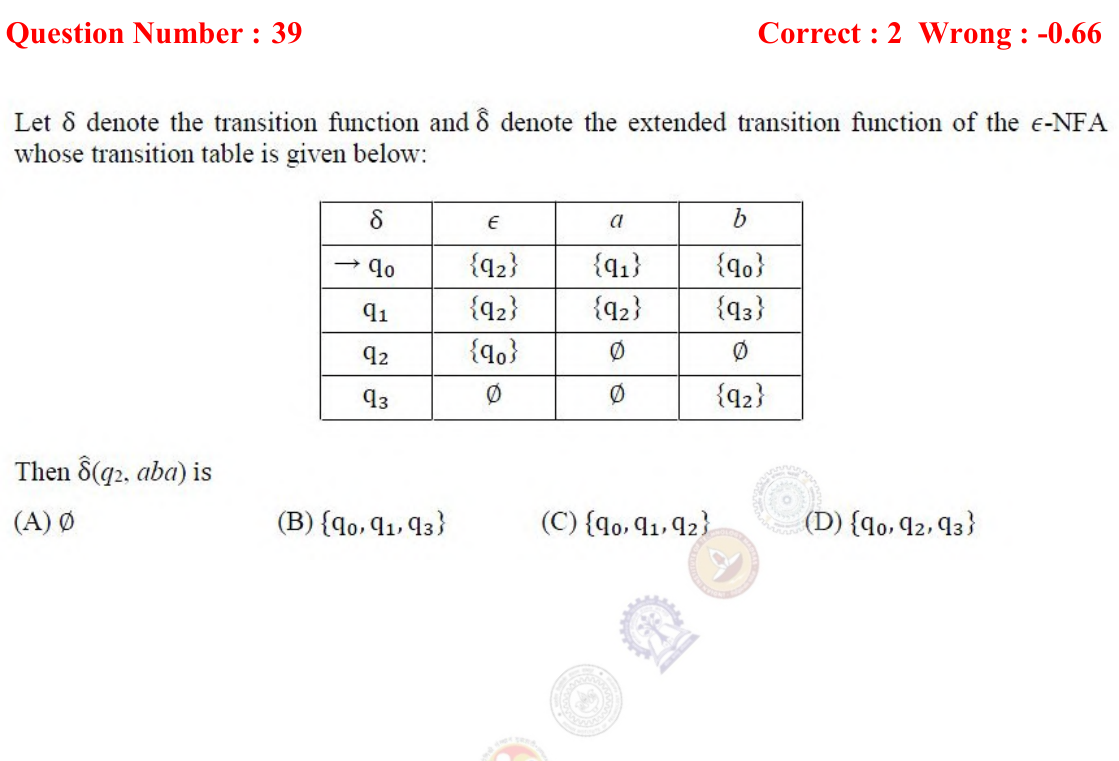 Question Number : 39 Correct : 2 Wrong : -0.66
Let δ denote the transition function and δ̂ denote the extended transition function of the ϵ-NFA
whose transition table is given below:
δ ϵ a b
→ q₀ {q₂} {q₁} {q₀}
q₁ {q₂} {q₂} {q₃}
q₂ {q₀} ∅ ∅
q₃ ∅ ∅ {q₂}
Then δ̂(q₂, aba) is
(A) ∅ (B) {q₀, q₁, q₃} (C) {q₀, q₁, q₂} (D) {q₀, q₂, q₃}